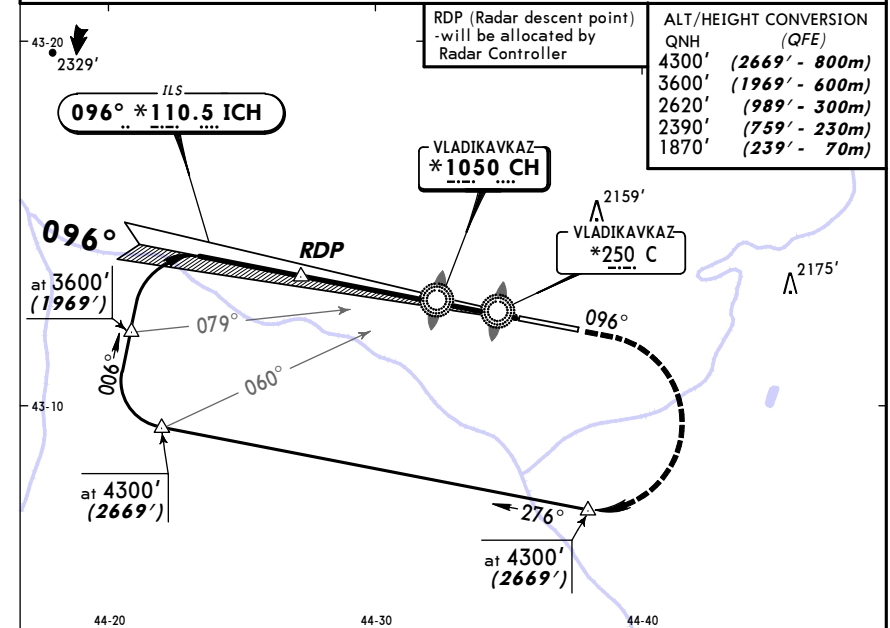 RDP (Radar descent point)
-will be allocated by
Radar Controller
ALT/HEIGHT CONVERSION
QNH (QFE)
4300' (2669' - 800m)
3600' (1969' - 600m)
2620' (989' - 300m)
2390' (759' - 230m)
1870' (239' - 70m)
43-20
2329'
ILS
096° *110.5 ICH
VLADIKAVKAZ
*1050 CH
2159'
VLADIKAVKAZ
*250 C
2175'
096°
RDP
at 3600'
(1969')
079°
096°
006°
060°
43-10
at 4300'
(2669')
276°
at 4300'
(2669')
44-20
44-30
44-40